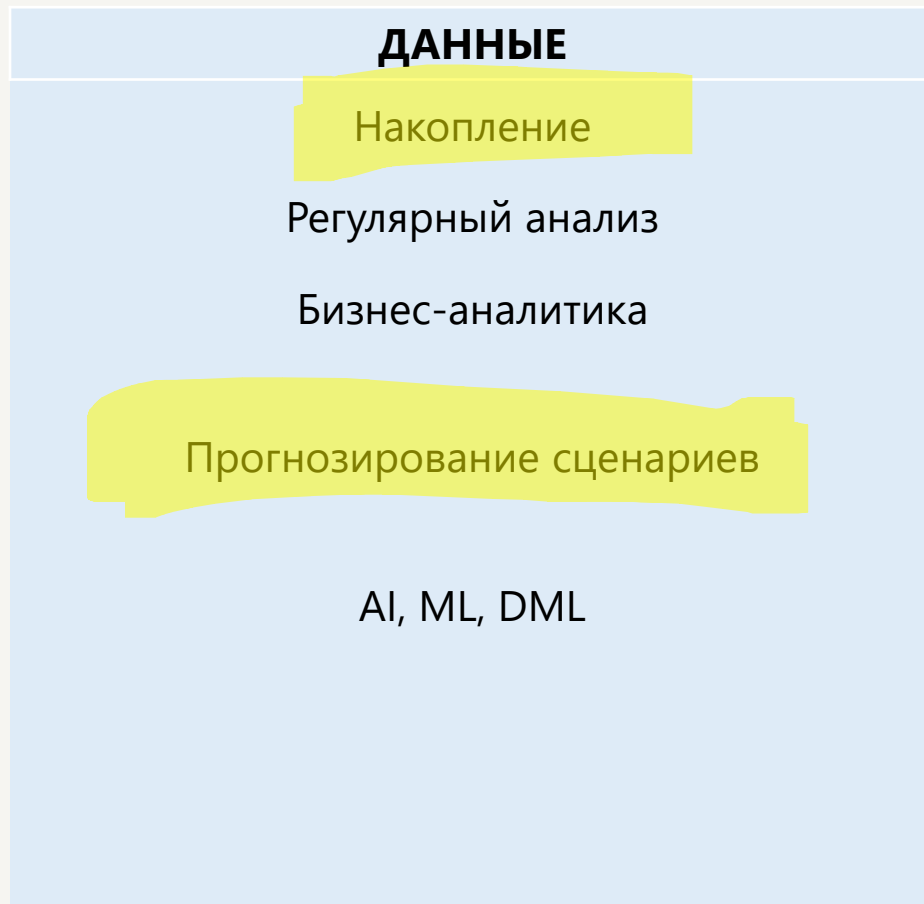 ДАННЫЕ
Накопление
Регулярный анализ
Бизнес-аналитика
Прогнозирование сценариев
AI, ML, DML